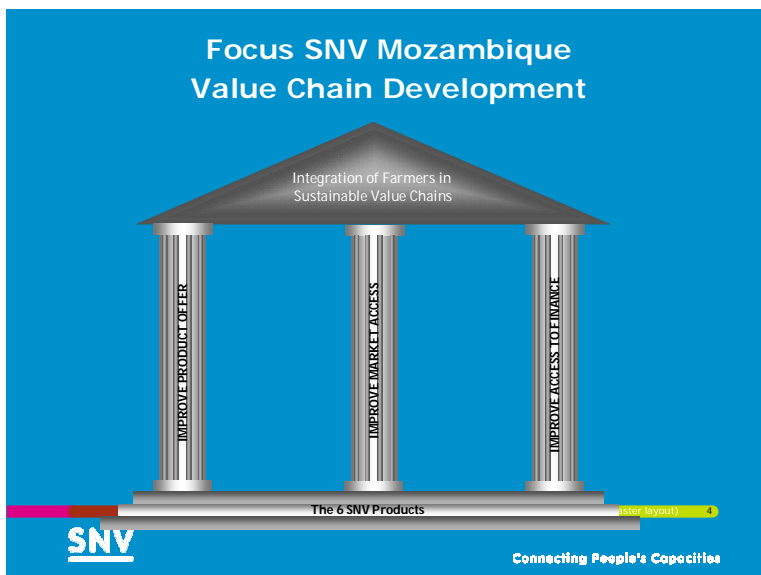 Focus SNV Mozambique
Value Chain Development
Integration of Farmers in
Sustainable Value Chains
IMPROVE PRODUCT OFFER
IMPROVE MARKET ACCESS
IMPROVE ACCESS TO FINANCE
The 6 SNV Products
layout) 4
SNV
Connecting People's Capacities